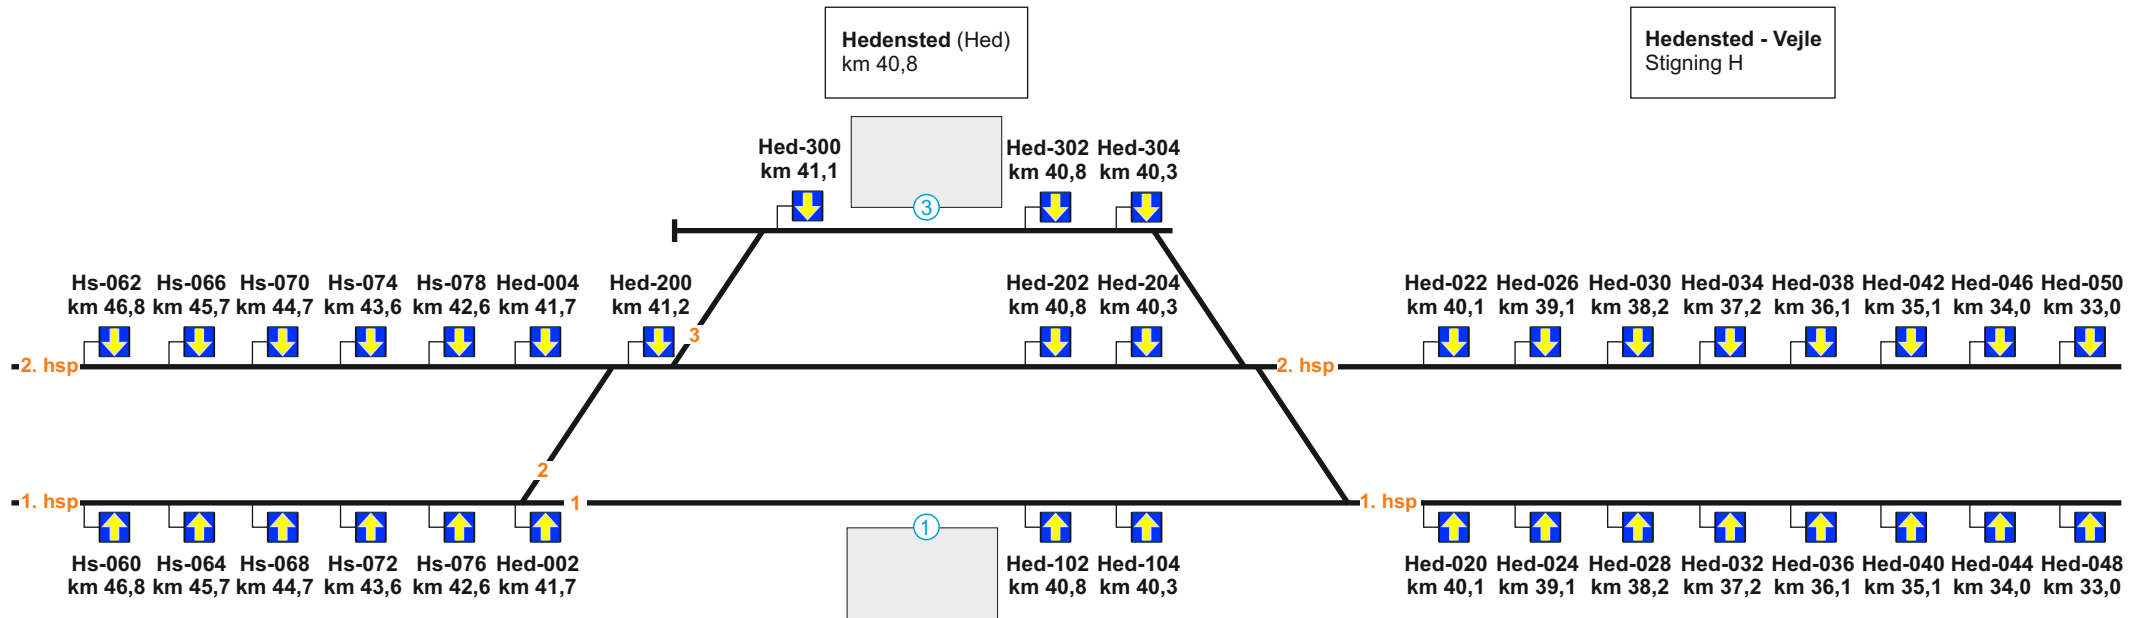 Hedensted (Hed)
km 40,8
Hedensted - Vejle
Stigning H
Hed-300
km 41,1
Hed-302 Hed-304
km 40,8 km 40,3
3
Hs-062 Hs-066 Hs-070 Hs-074 Hs-078 Hed-004 Hed-200 Hed-202 Hed-204 Hed-022 Hed-026 Hed-030 Hed-034 Hed-038 Hed-042 Hed-046 Hed-050
km 46,8 km 45,7 km 44,7 km 43,6 km 42,6 km 41,7 km 41,2 km 40,8 km 40,3 km 40,1 km 39,1 km 38,2 km 37,2 km 36,1 km 35,1 km 34,0 km 33,0
3
2. hsp 2. hsp
2
1. hsp 1 1. hsp
1
Hs-060 Hs-064 Hs-068 Hs-072 Hs-076 Hed-002 Hed-102 Hed-104 Hed-020 Hed-024 Hed-028 Hed-032 Hed-036 Hed-040 Hed-044 Hed-048
km 46,8 km 45,7 km 44,7 km 43,6 km 42,6 km 41,7 km 40,8 km 40,3 km 40,1 km 39,1 km 38,2 km 37,2 km 36,1 km 35,1 km 34,0 km 33,0